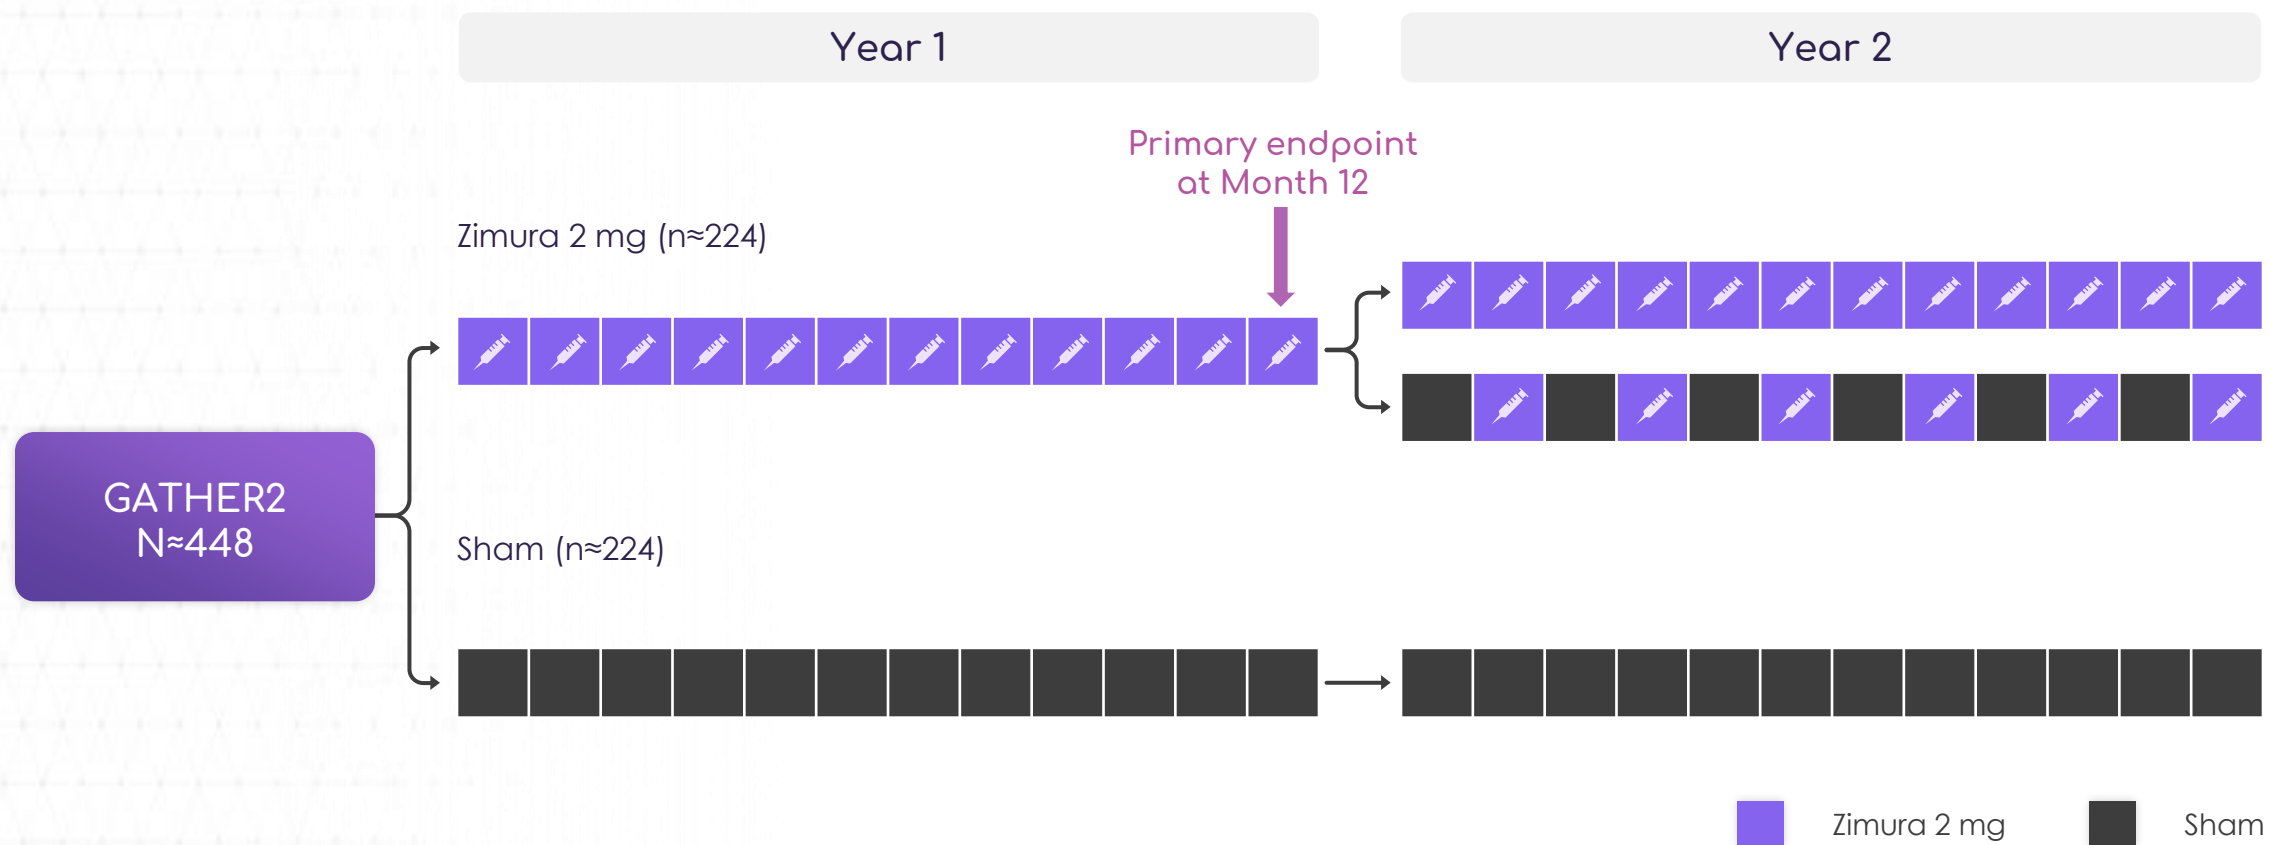 Year 1
Year 2
Primary endpoint
at Month 12
Zimura 2 mg (n≈224)
GATHER2
N≈448
Sham (n≈224)
Zimura 2 mg
Sham